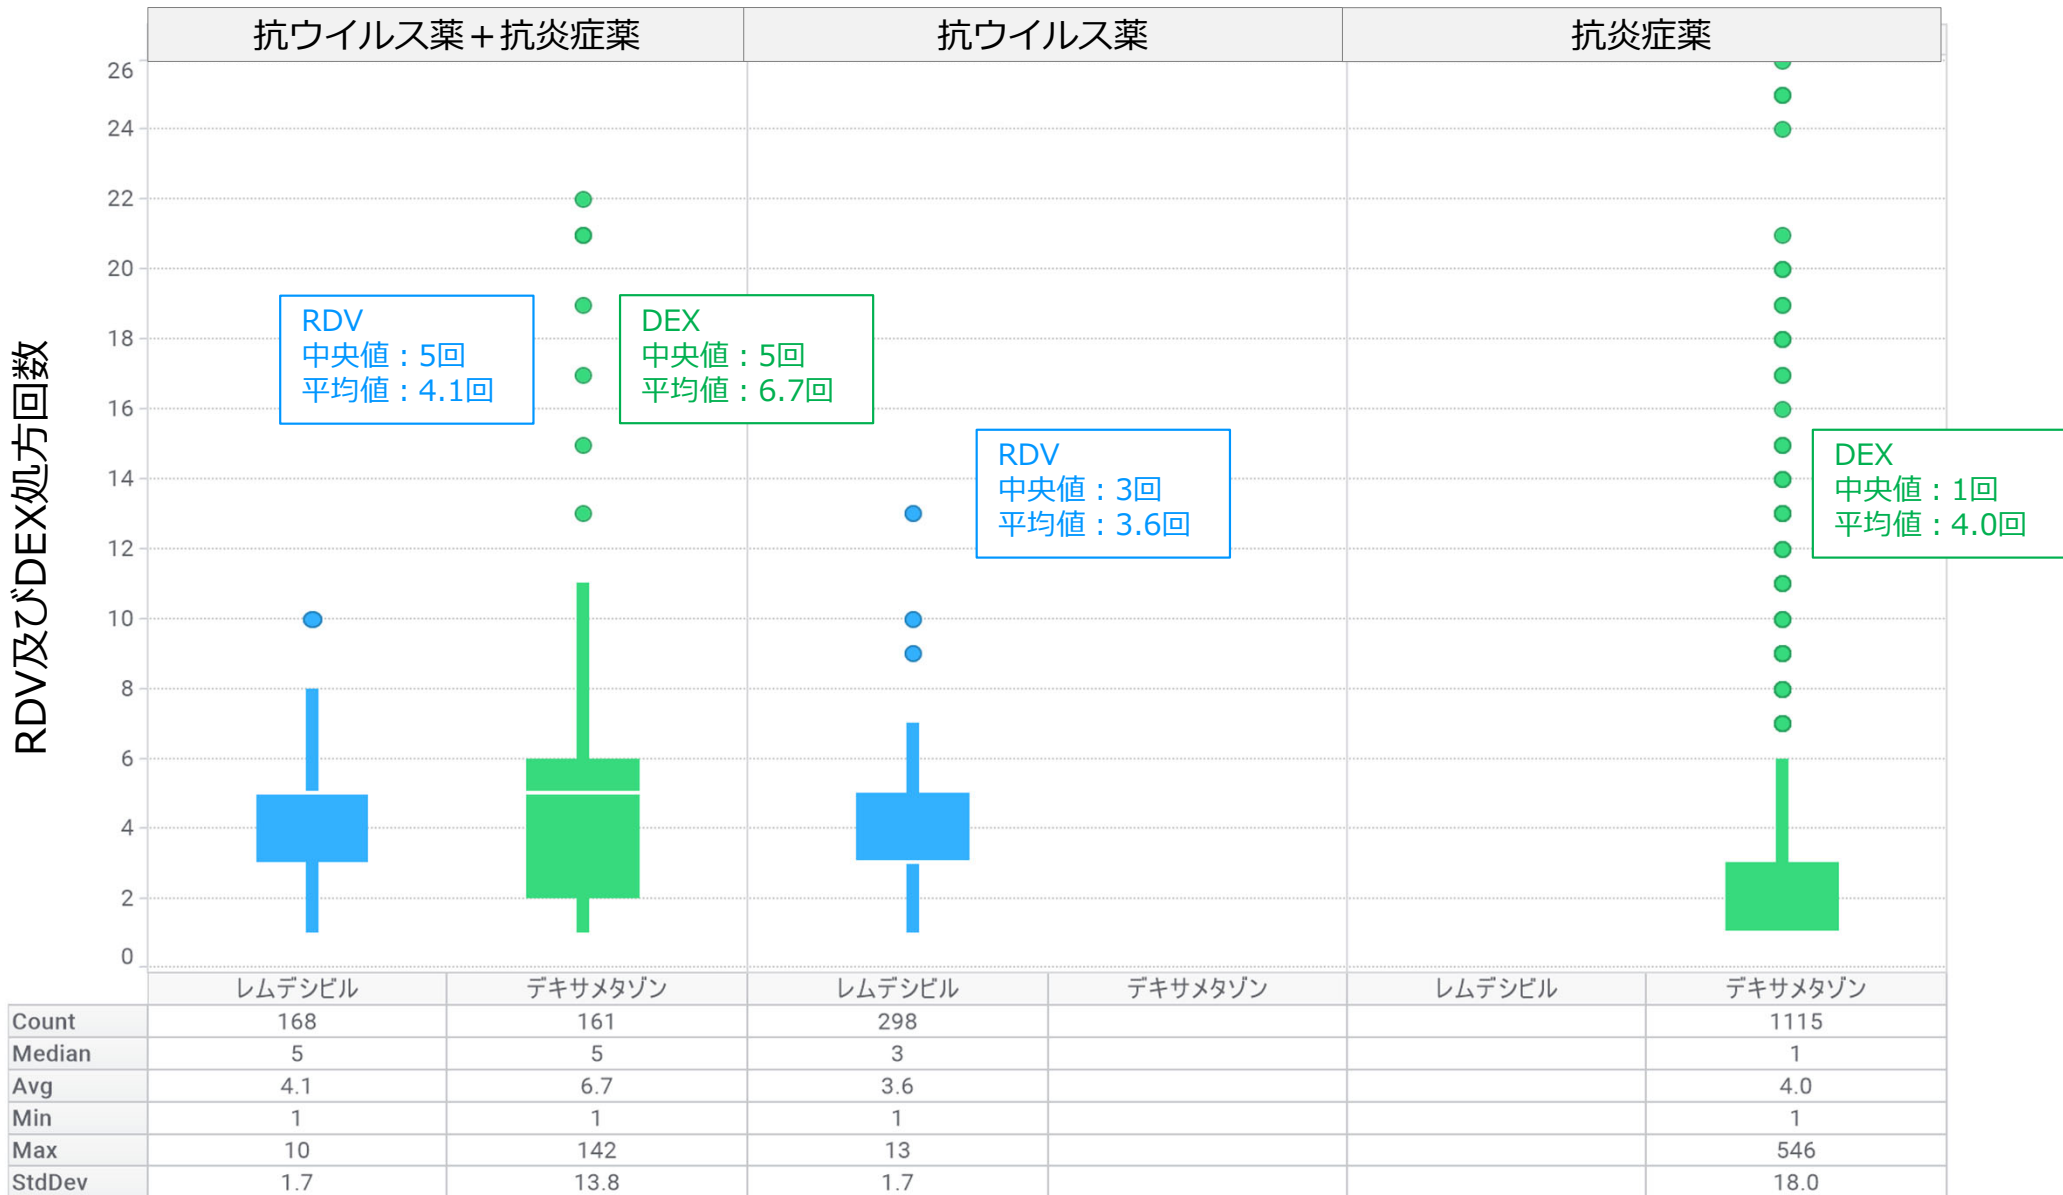 抗ウイルス薬＋抗炎症薬 抗ウイルス薬 抗炎症薬
RDV及びDEX処方回数
26
24
22
20
18
16
14
12
10
8
6
4
2
0
RDV
中央値：5回
平均値：4.1回
DEX
中央値：5回
平均値：6.7回
RDV
中央値：3回
平均値：3.6回
DEX
中央値：1回
平均値：4.0回
レムデシビル デキサメタゾン レムデシビル デキサメタゾン レムデシビル デキサメタゾン
Count 168 161 298 1115
Median 5 5 3 1
Avg 4.1 6.7 3.6 4.0
Min 1 1 1 1
Max 10 142 13 546
StdDev 1.7 13.8 1.7 18.0